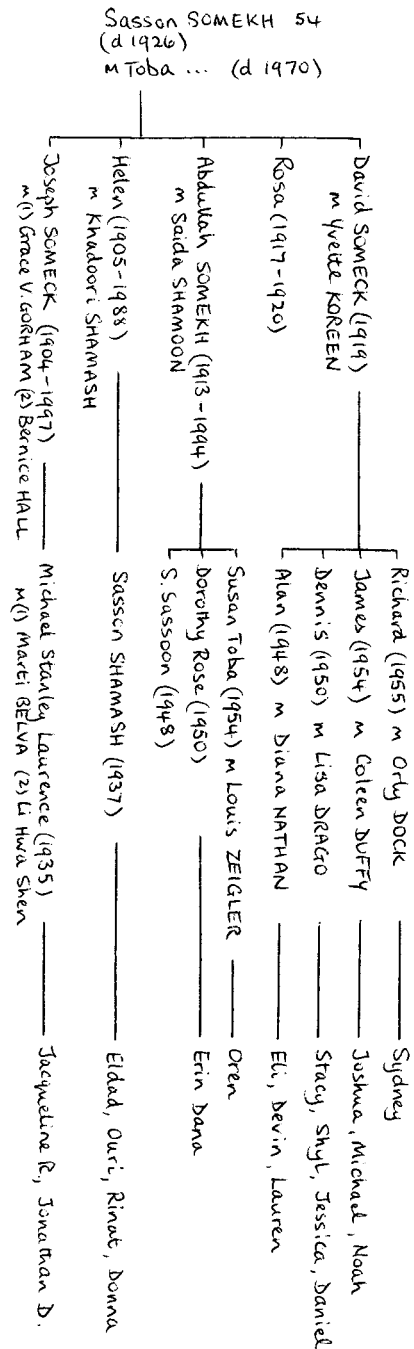 Sasson SOMEKH 54
(d 1926)
m Toba ... (d 1970)
David SOMECK (1919)
m Yvette KOREEN
Richard (1955) m Orly DOCK
Sydney
James (1954) m Coleen DUFFY
Joshua, Michael, Noah
Dennis (1950) m Lisa DRAGO
Stacy, Shyl, Jessica, Daniel
Alan (1948) m Diana NATHAN
Eli, Devin, Lauren
Rosa (1917-1920)
Abdullah SOMEKH (1913-1994)
m Saida SHAMOON
Susan Toba (1954) m Louis ZEIGLER
Oren
Dorothy Rose (1950)
Erin Dana
S. Sassoon (1948)
Helen (1905-1988)
m Khadoori SHAMASH
Sasson SHAMASH (1937)
Eldad, Ouri, Rinat, Donna
Joseph SOMECK (1904-1997)
m(1) Grace V. GORHAM (2) Bernice HALL
Michael Stanley Laurence (1935)
m(1) Marti BELVA (2) Li Hwa Shen
Jacqueline R, Jonathan D.